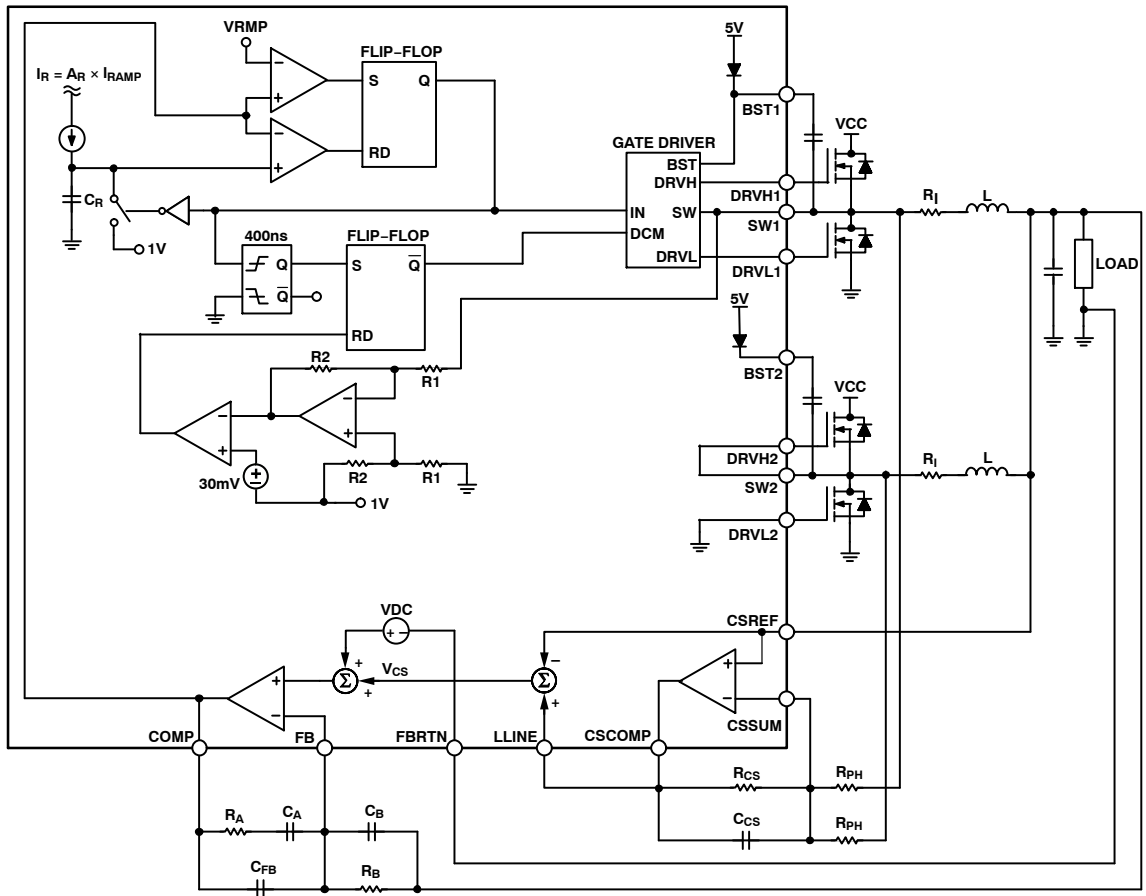 VRMP
5V
FLIP–FLOP
I_R = A_R × I_RAMP
S
Q
RD
BST1
VCC
GATE DRIVER
BST
DRVH
DRVH1
IN
SW
SW1
DCM
DRVL
DRVL1
R_I
L
LOAD
C_R
1V
400ns
FLIP–FLOP
Q
Q̅
S
Q̅
RD
5V
BST2
R2
R1
VCC
DRVH2
SW2
R_I
L
DRVL2
30mV
R2
R1
1V
VDC
CSREF
V_CS
Σ
Σ
CSSUM
COMP
FB
FBRTN
LLINE
CSCOMP
R_CS
R_PH
C_CS
R_PH
R_A
C_A
C_B
C_FB
R_B